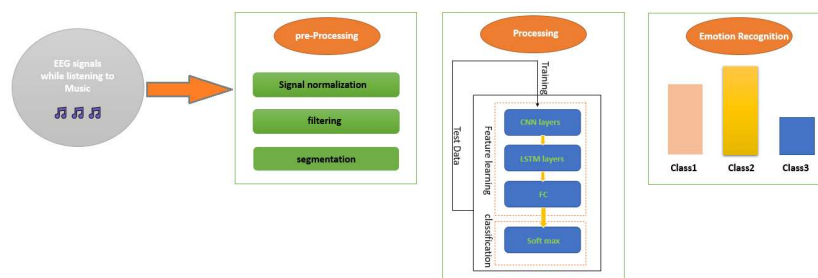 EEG signals
while listening to
Music
pre-Processing
Signal normalization
filtering
segmentation
Processing
Training
Test Data
Feature learning
classification
CNN layers
LSTM layers
FC
Soft max
Emotion Recognition
Class1
Class2
Class3